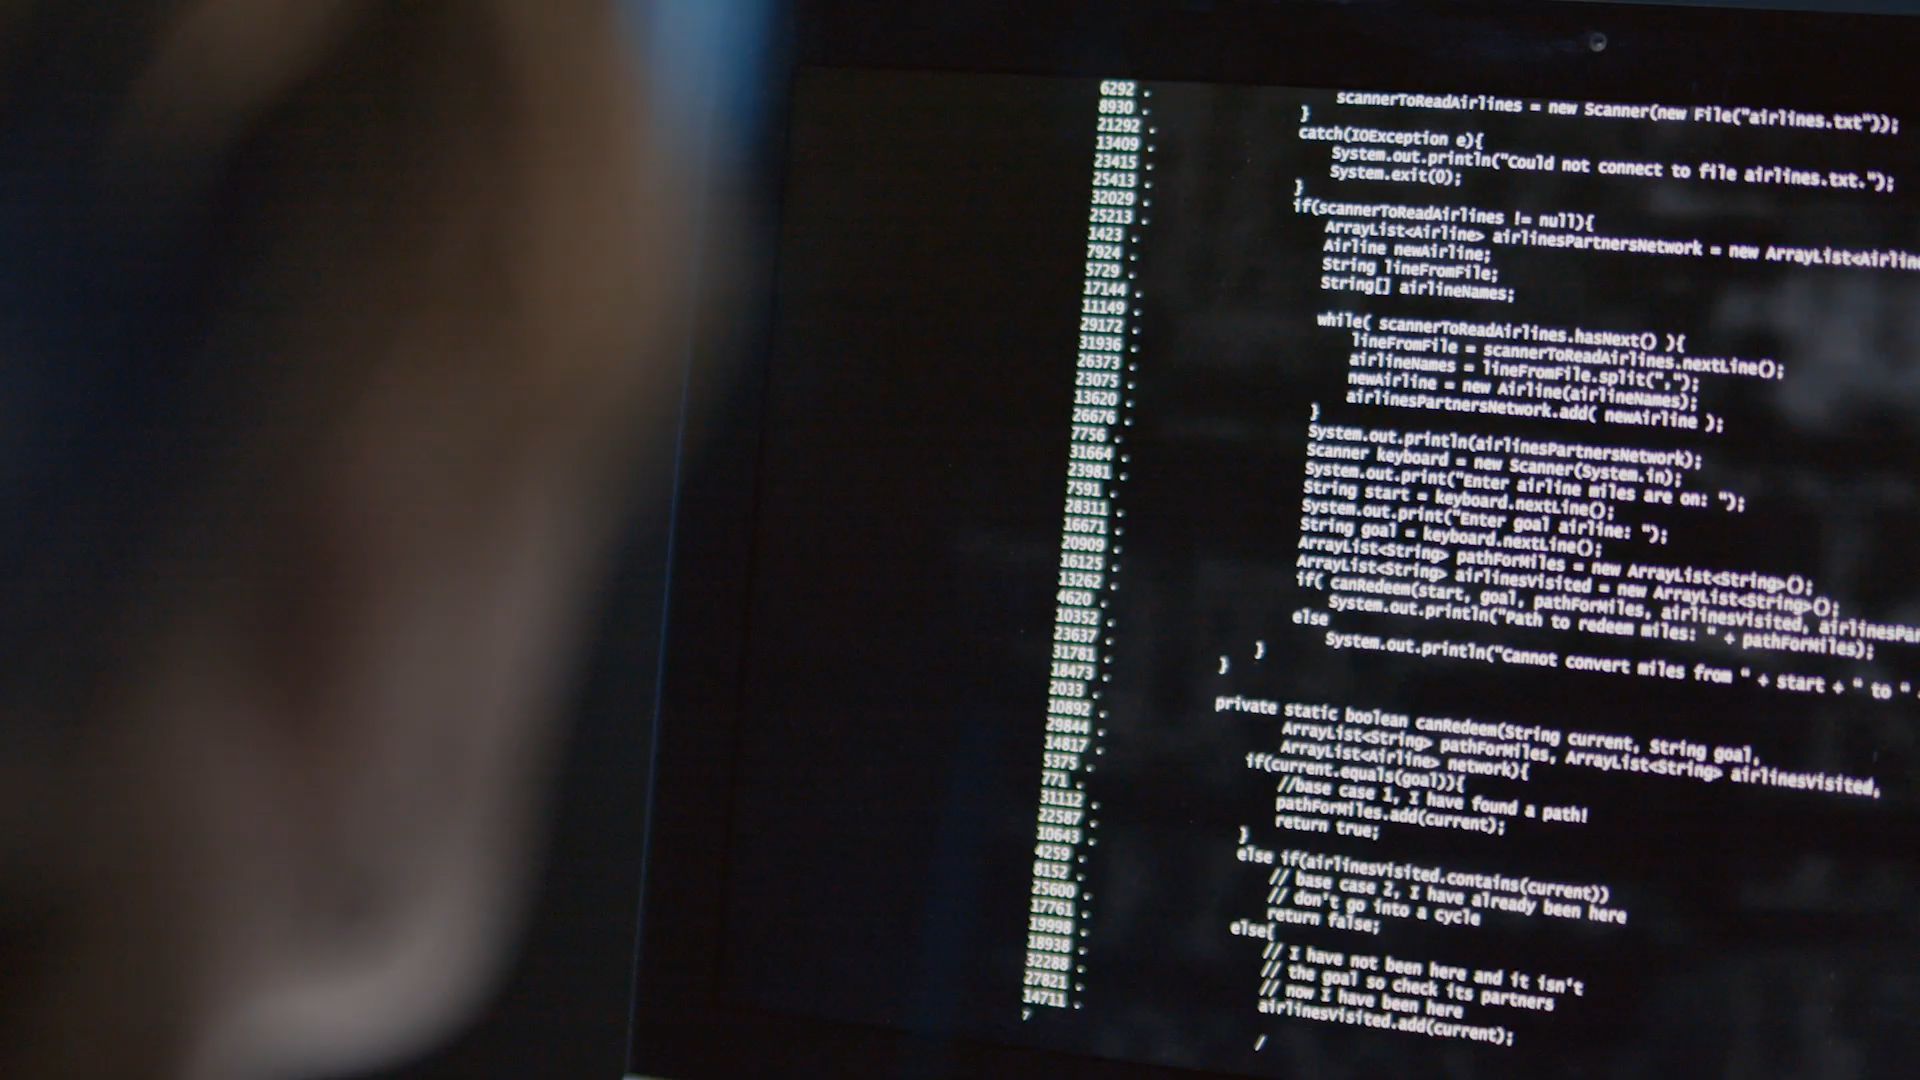 6292 .
8930 .
21292 .
13409 .
23415 .
25413 .
32029 .
25213 .
1423 .
7924 .
5729 .
17144 .
11149 .
29172 .
31936 .
26373 .
23075 .
13620 .
26676 .
7756 .
31664 .
23981 .
7591 .
28311 .
16671 .
20909 .
16125 .
13262 .
4620 .
10352 .
23637 .
31781 .
18473 .
2033 .
10892 .
29844 .
14817 .
5375 .
771 .
31112 .
22587 .
10643 .
4259 .
8152 .
25600 .
17761 .
19998 .
18938 .
32288 .
27821 .
14711 .
scannerToReadAirlines = new Scanner(new File("airlines.txt"));
}
catch(IOException e){
System.out.println("Could not connect to file airlines.txt.");
System.exit(0);
}
if(scannerToReadAirlines != null){
ArrayList<Airline> airlinesPartnersNetwork = new ArrayList<Airline
Airline newAirline;
String lineFromFile;
String[] airlineNames;
while( scannerToReadAirlines.hasNext() ){
lineFromFile = scannerToReadAirlines.nextLine();
airlineNames = lineFromFile.split(",");
newAirline = new Airline(airlineNames);
airlinesPartnersNetwork.add( newAirline );
}
System.out.println(airlinesPartnersNetwork);
Scanner keyboard = new Scanner(System.in);
System.out.print("Enter airline miles are on: ");
String start = keyboard.nextLine();
System.out.print("Enter goal airline: ");
String goal = keyboard.nextLine();
ArrayList<String> pathForMiles = new ArrayList<String>();
ArrayList<String> airlinesVisited = new ArrayList<String>();
if( canRedeem(start, goal, pathForMiles, airlinesVisited, airlinesPar
System.out.println("Path to redeem miles: " + pathForMiles);
else
System.out.println("Cannot convert miles from " + start + " to "
}
}
private static boolean canRedeem(String current, String goal,
ArrayList<String> pathForMiles, ArrayList<String> airlinesVisited,
ArrayList<Airline> network){
if(current.equals(goal)){
//base case 1, I have found a path!
pathForMiles.add(current);
return true;
}
else if(airlinesVisited.contains(current))
// base case 2, I have already been here
// don't go into a cycle
return false;
else{
// I have not been here and it isn't
// the goal so check its partners
// now I have been here
airlinesVisited.add(current);
/